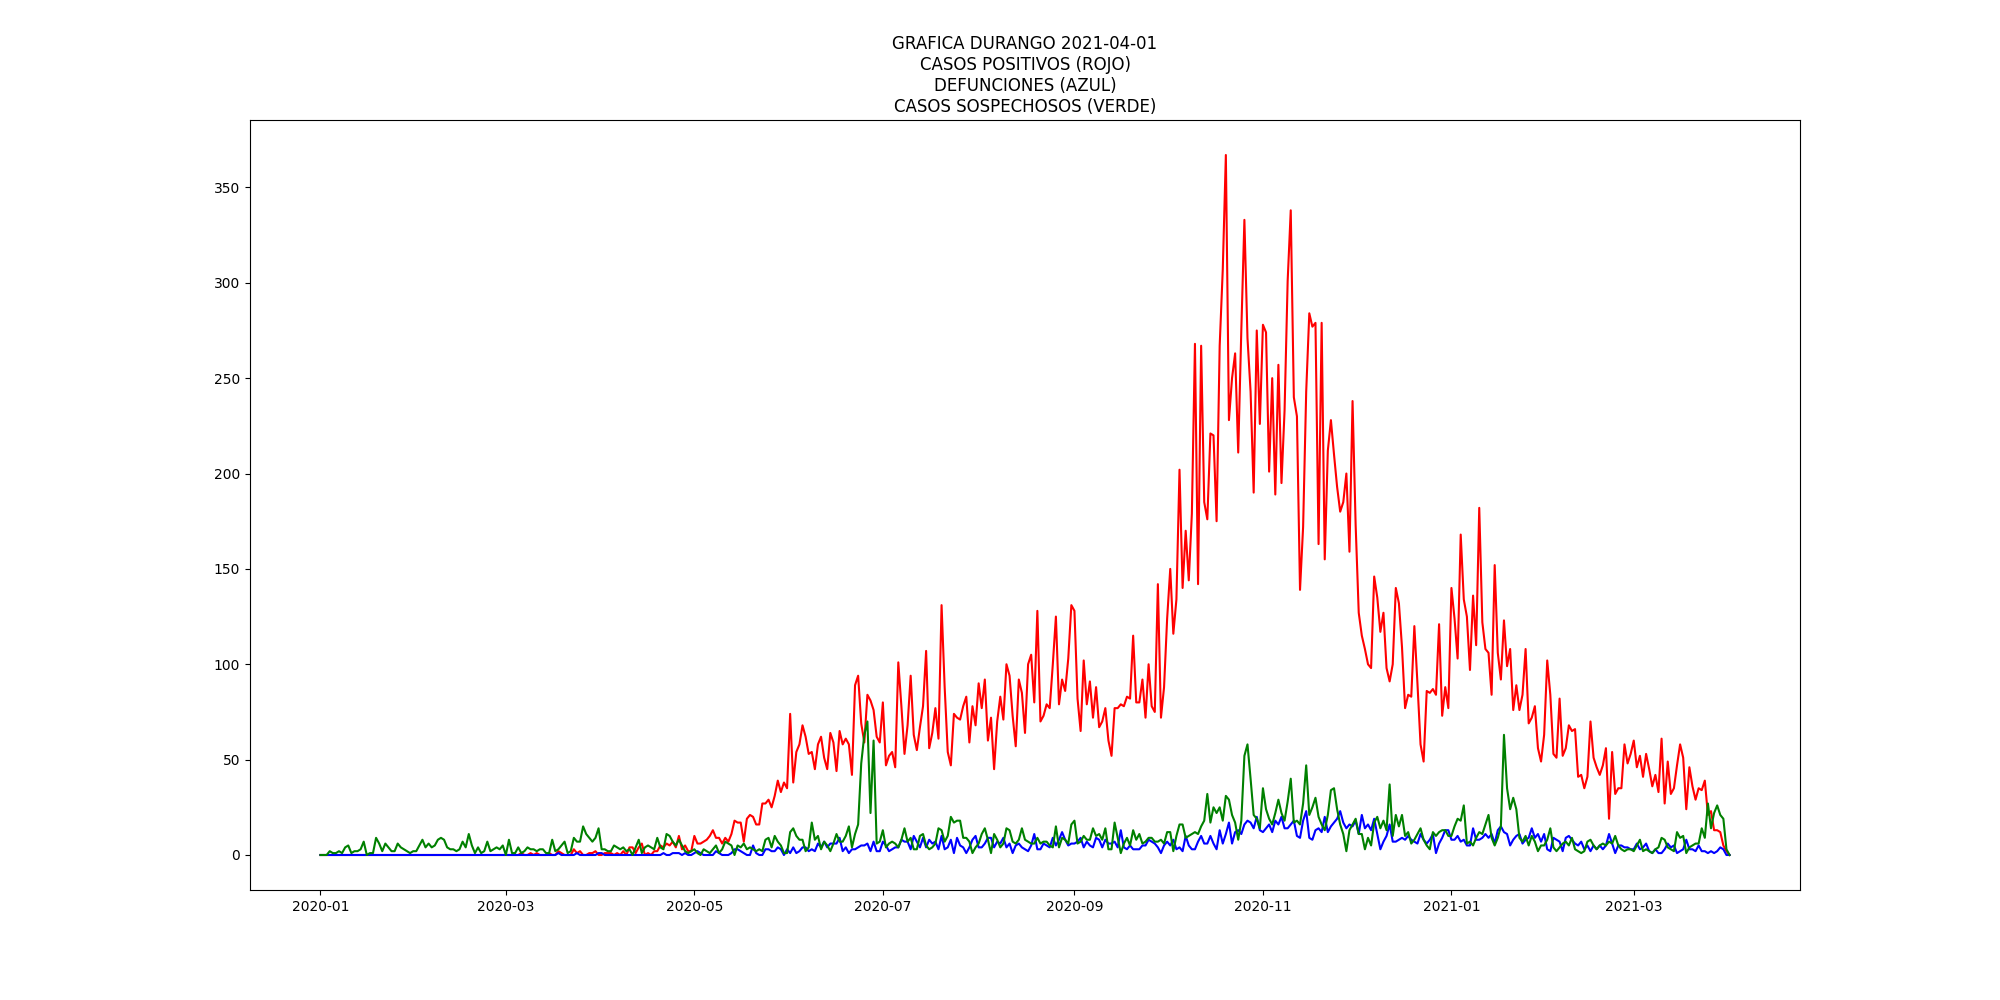 GRAFICA DURANGO 2021-04-01
CASOS POSITIVOS (ROJO)
DEFUNCIONES (AZUL)
CASOS SOSPECHOSOS (VERDE)
350
300
250
200
150
100
50
0
2020-01 2020-03 2020-05 2020-07 2020-09 2020-11 2021-01 2021-03